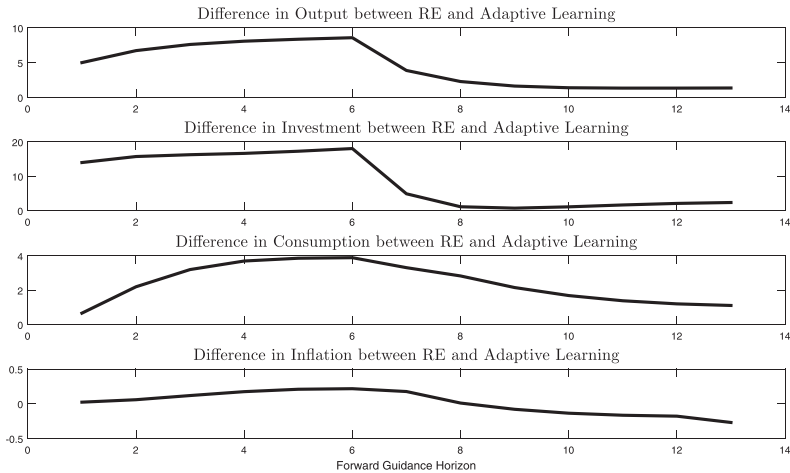 Difference in Output between RE and Adaptive Learning
10
5
0
0 2 4 6 8 10 12 14
Difference in Investment between RE and Adaptive Learning
20
10
0
0 2 4 6 8 10 12 14
Difference in Consumption between RE and Adaptive Learning
4
2
0
0 2 4 6 8 10 12 14
Difference in Inflation between RE and Adaptive Learning
0.5
0
-0.5
0 2 4 6 8 10 12 14
Forward Guidance Horizon